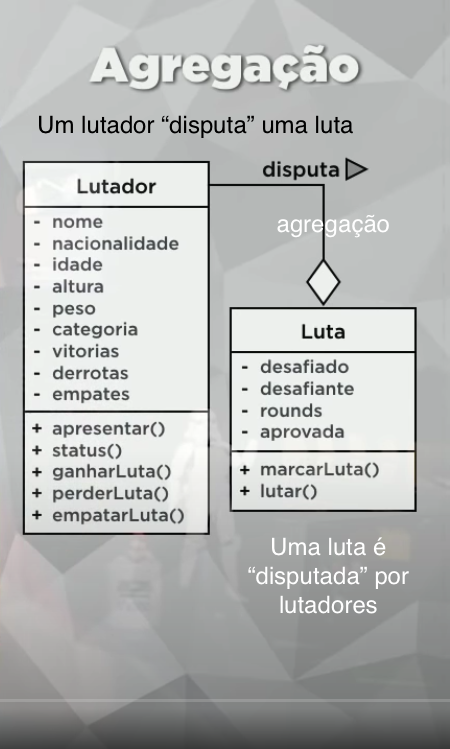 Agregação
Um lutador “disputa” uma luta
disputa
Lutador
agregação
- nome
- nacionalidade
- idade
- altura
- peso
- categoria
- vitorias
- derrotas
- empates
+ apresentar()
+ status()
+ ganharLuta()
+ perderLuta()
+ empatarLuta()
Luta
- desafiado
- desafiante
- rounds
- aprovada
+ marcarLuta()
+ lutar()
Uma luta é
“disputada” por
lutadores